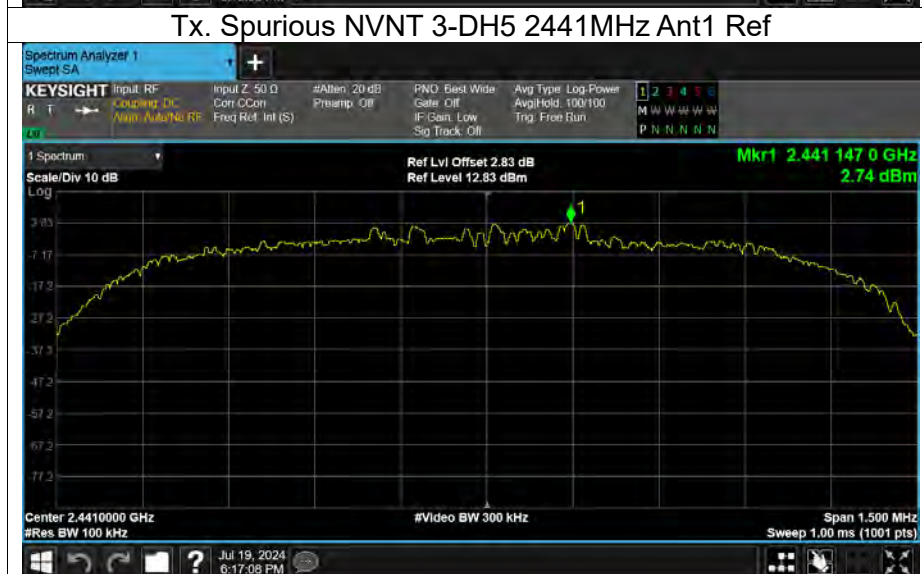 Tx. Spurious NVNT 3-DH5 2441MHz Ant1 Ref
Spectrum Analyzer 1
Swept SA
+
KEYSIGHT
R T
Input: RF
Coupling: DC
Align: Auto/No RF
Input Z: 50 Ω
Corr CCorr
Freq Ref: Int (S)
#Atten: 20 dB
Preamp: Off
PNO: Best Wide
Gate: Off
IF Gain: Low
Sig Track: Off
Avg Type: Log-Power
Avg|Hold: 100/100
Trig: Free Run
1 2 3 4 5 6
M W W W W W
P N N N N N
1 Spectrum
Scale/Div 10 dB
Log
Ref Lvl Offset 2.83 dB
Ref Level 12.83 dBm
Mkr1 2.441 147 0 GHz
2.74 dBm
1
2.83
-7.17
-17.2
-27.2
-37.2
-47.2
-57.2
-67.2
-77.2
Center 2.4410000 GHz
#Res BW 100 kHz
#Video BW 300 kHz
Span 1.500 MHz
Sweep 1.00 ms (1001 pts)
?
Jul 19, 2024
6:17:08 PM